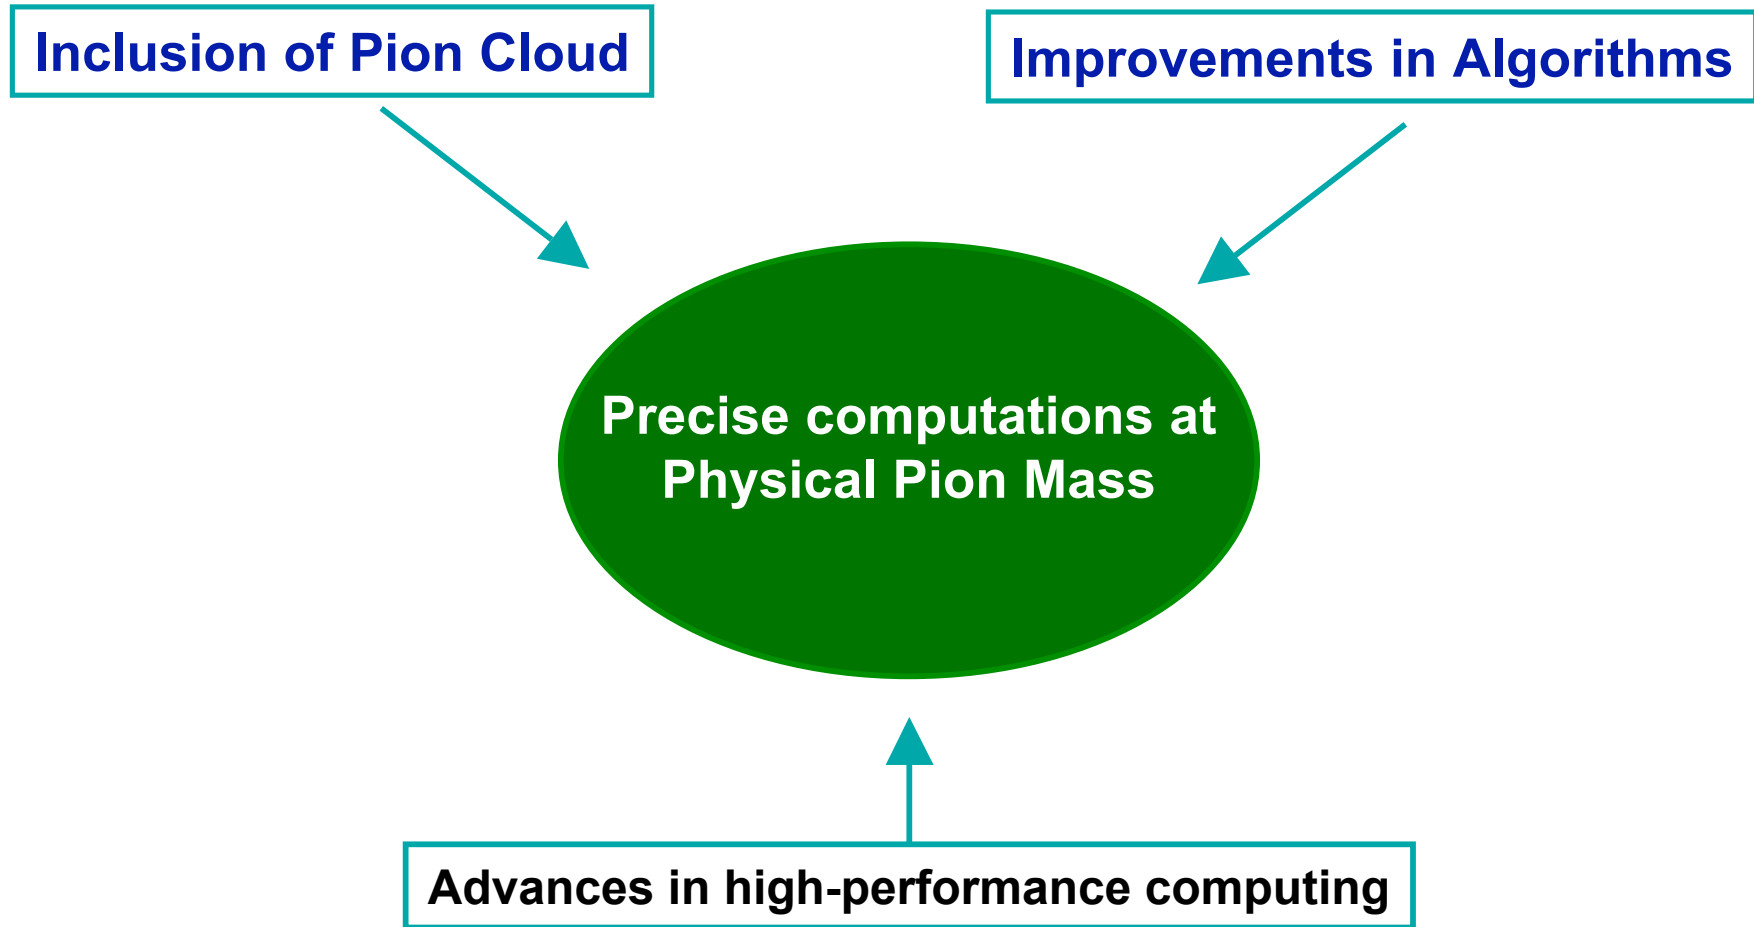 Inclusion of Pion Cloud
Improvements in Algorithms
Precise computations at
Physical Pion Mass
Advances in high-performance computing